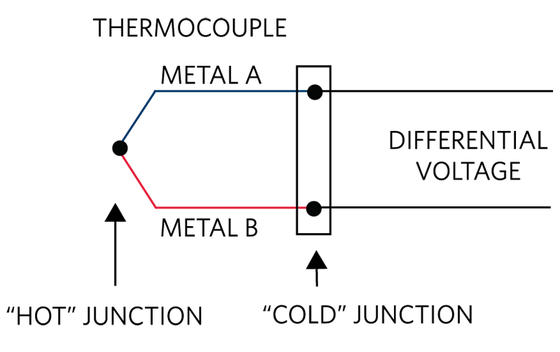 THERMOCOUPLE
METAL A
DIFFERENTIAL
VOLTAGE
METAL B
“HOT” JUNCTION
“COLD” JUNCTION